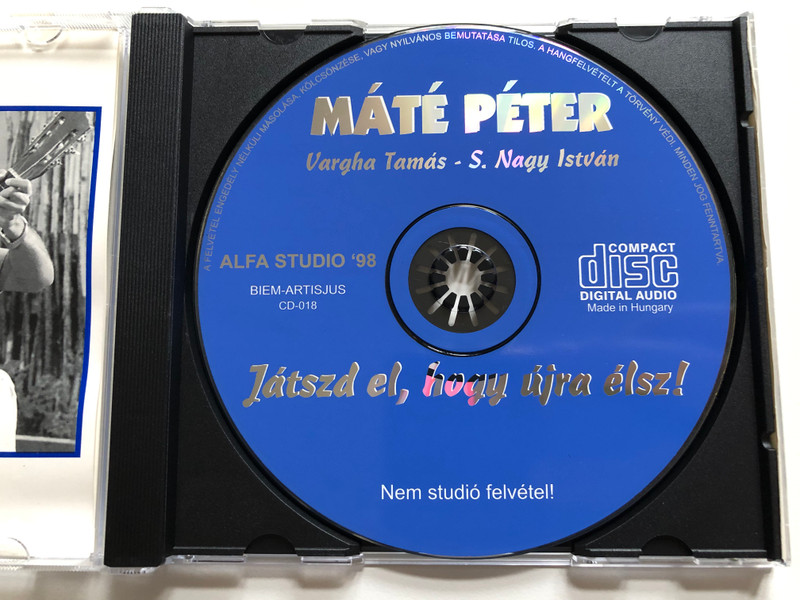 A FELVÉTEL ENGEDÉLY NÉLKÜLI MÁSOLÁSA, KÖLCSÖNZÉSE, VAGY NYILVÁNOS BEMUTATÁSA TILOS. A HANGFELVÉTELT A TÖRVÉNY VÉDI. MINDEN JOG FENNTARTVA
MÁTÉ PÉTER
Vargha Tamás - S. Nagy István
ALFA STUDIO '98
BIEM-ARTISJUS
CD-018
COMPACT
disc
DIGITAL AUDIO
Made in Hungary
Játszd el, hogy újra élsz!
Nem studió felvétel!